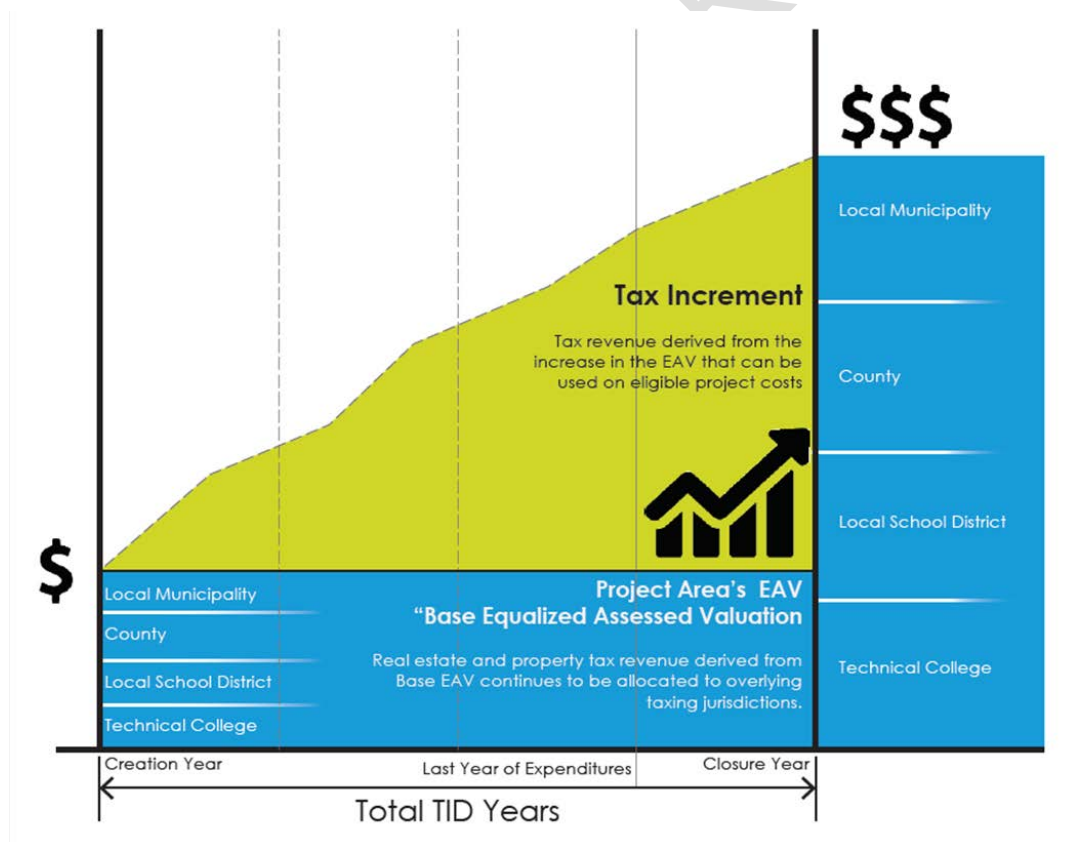 $$$
Local Municipality
Tax Increment
Tax revenue derived from the
increase in the EAV that can be
used on eligible project costs
County
Local School District
$
Local Municipality
County
Local School District
Technical College
Project Area's EAV
“Base Equalized Assessed Valuation
Real estate and property tax revenue derived from
Base EAV continues to be allocated to overlying
taxing jurisdictions.
Technical College
Creation Year
Last Year of Expenditures
Closure Year
Total TID Years